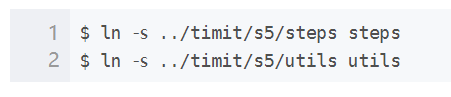 1 $ ln -s ../timit/s5/steps steps
2 $ ln -s ../timit/s5/utils utils